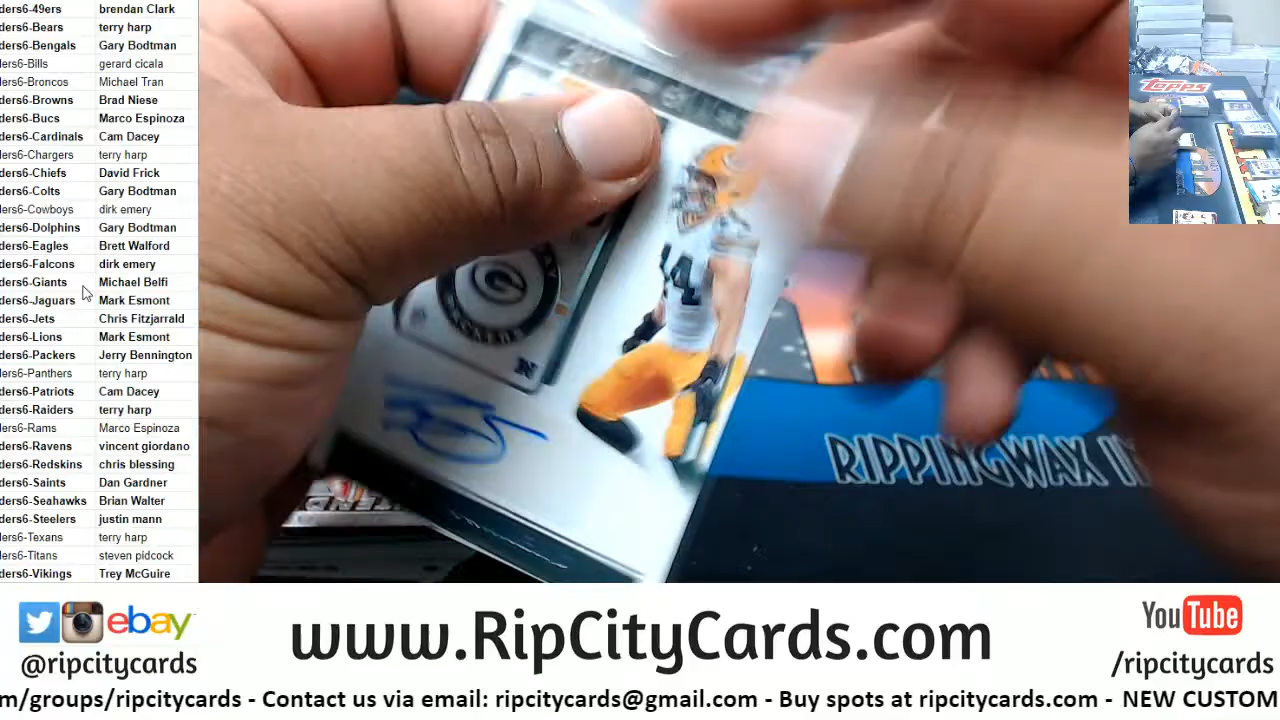 ders6-49ers brendan Clark
ders6-Bears terry harp
ders6-Bengals Gary Bodtman
ders6-Bills gerard cicala
ders6-Broncos Michael Tran
ders6-Browns Brad Niese
ders6-Bucs Marco Espinoza
ders6-Cardinals Cam Dacey
ders6-Chargers terry harp
ders6-Chiefs David Frick
ders6-Colts Gary Bodtman
ders6-Cowboys dirk emery
ders6-Dolphins Gary Bodtman
ders6-Eagles Brett Walford
ders6-Falcons dirk emery
ders6-Giants Michael Belfi
ders6-Jaguars Mark Esmont
ders6-Jets Chris Fitzjarrald
ders6-Lions Mark Esmont
ders6-Packers Jerry Bennington
ders6-Panthers terry harp
ders6-Patriots Cam Dacey
ders6-Raiders terry harp
ders6-Rams Marco Espinoza
ders6-Ravens vincent giordano
ders6-Redskins chris blessing
ders6-Saints Dan Gardner
ders6-Seahawks Brian Walter
ders6-Steelers justin mann
ders6-Texans terry harp
ders6-Titans steven pidcock
ders6-Vikings Trey McGuire
topps
PACKERS
RIPPINGWAX IN
ebay
@ripcitycards
www.RipCityCards.com
YouTube
/ripcitycards
m/groups/ripcitycards - Contact us via email: ripcitycards@gmail.com - Buy spots at ripcitycards.com - NEW CUSTOM